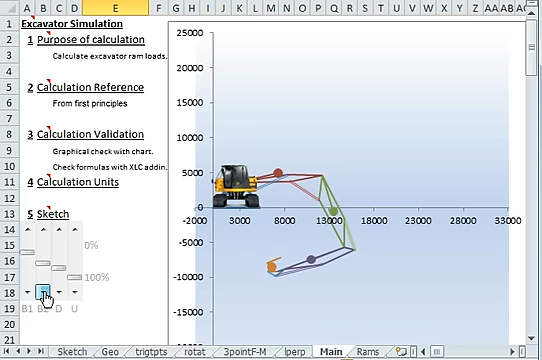 A B C D E F G H I J K L M N O P Q R S T U V W X Y Z AA AB AC
1 Excavator Simulation
2 1 Purpose of calculation
3 Calculate excavator ram loads.
4
5 2 Calculation Reference
6 From first principles
7
8 3 Calculation Validation
9 Graphical check with chart.
10 Check formulas with XLC addin.
11 4 Calculation Units
12
13 5 Sketch
14
15 0%
16
17 100%
18
19 B1 B2 D U
20
21
25000
20000
15000
10000
5000
0
-2000 3000 8000 13000 18000 23000 28000 33000
-5000
-10000
-15000
Sketch Geo trigtpts rotat 3pointF-M Iperp Main Rams